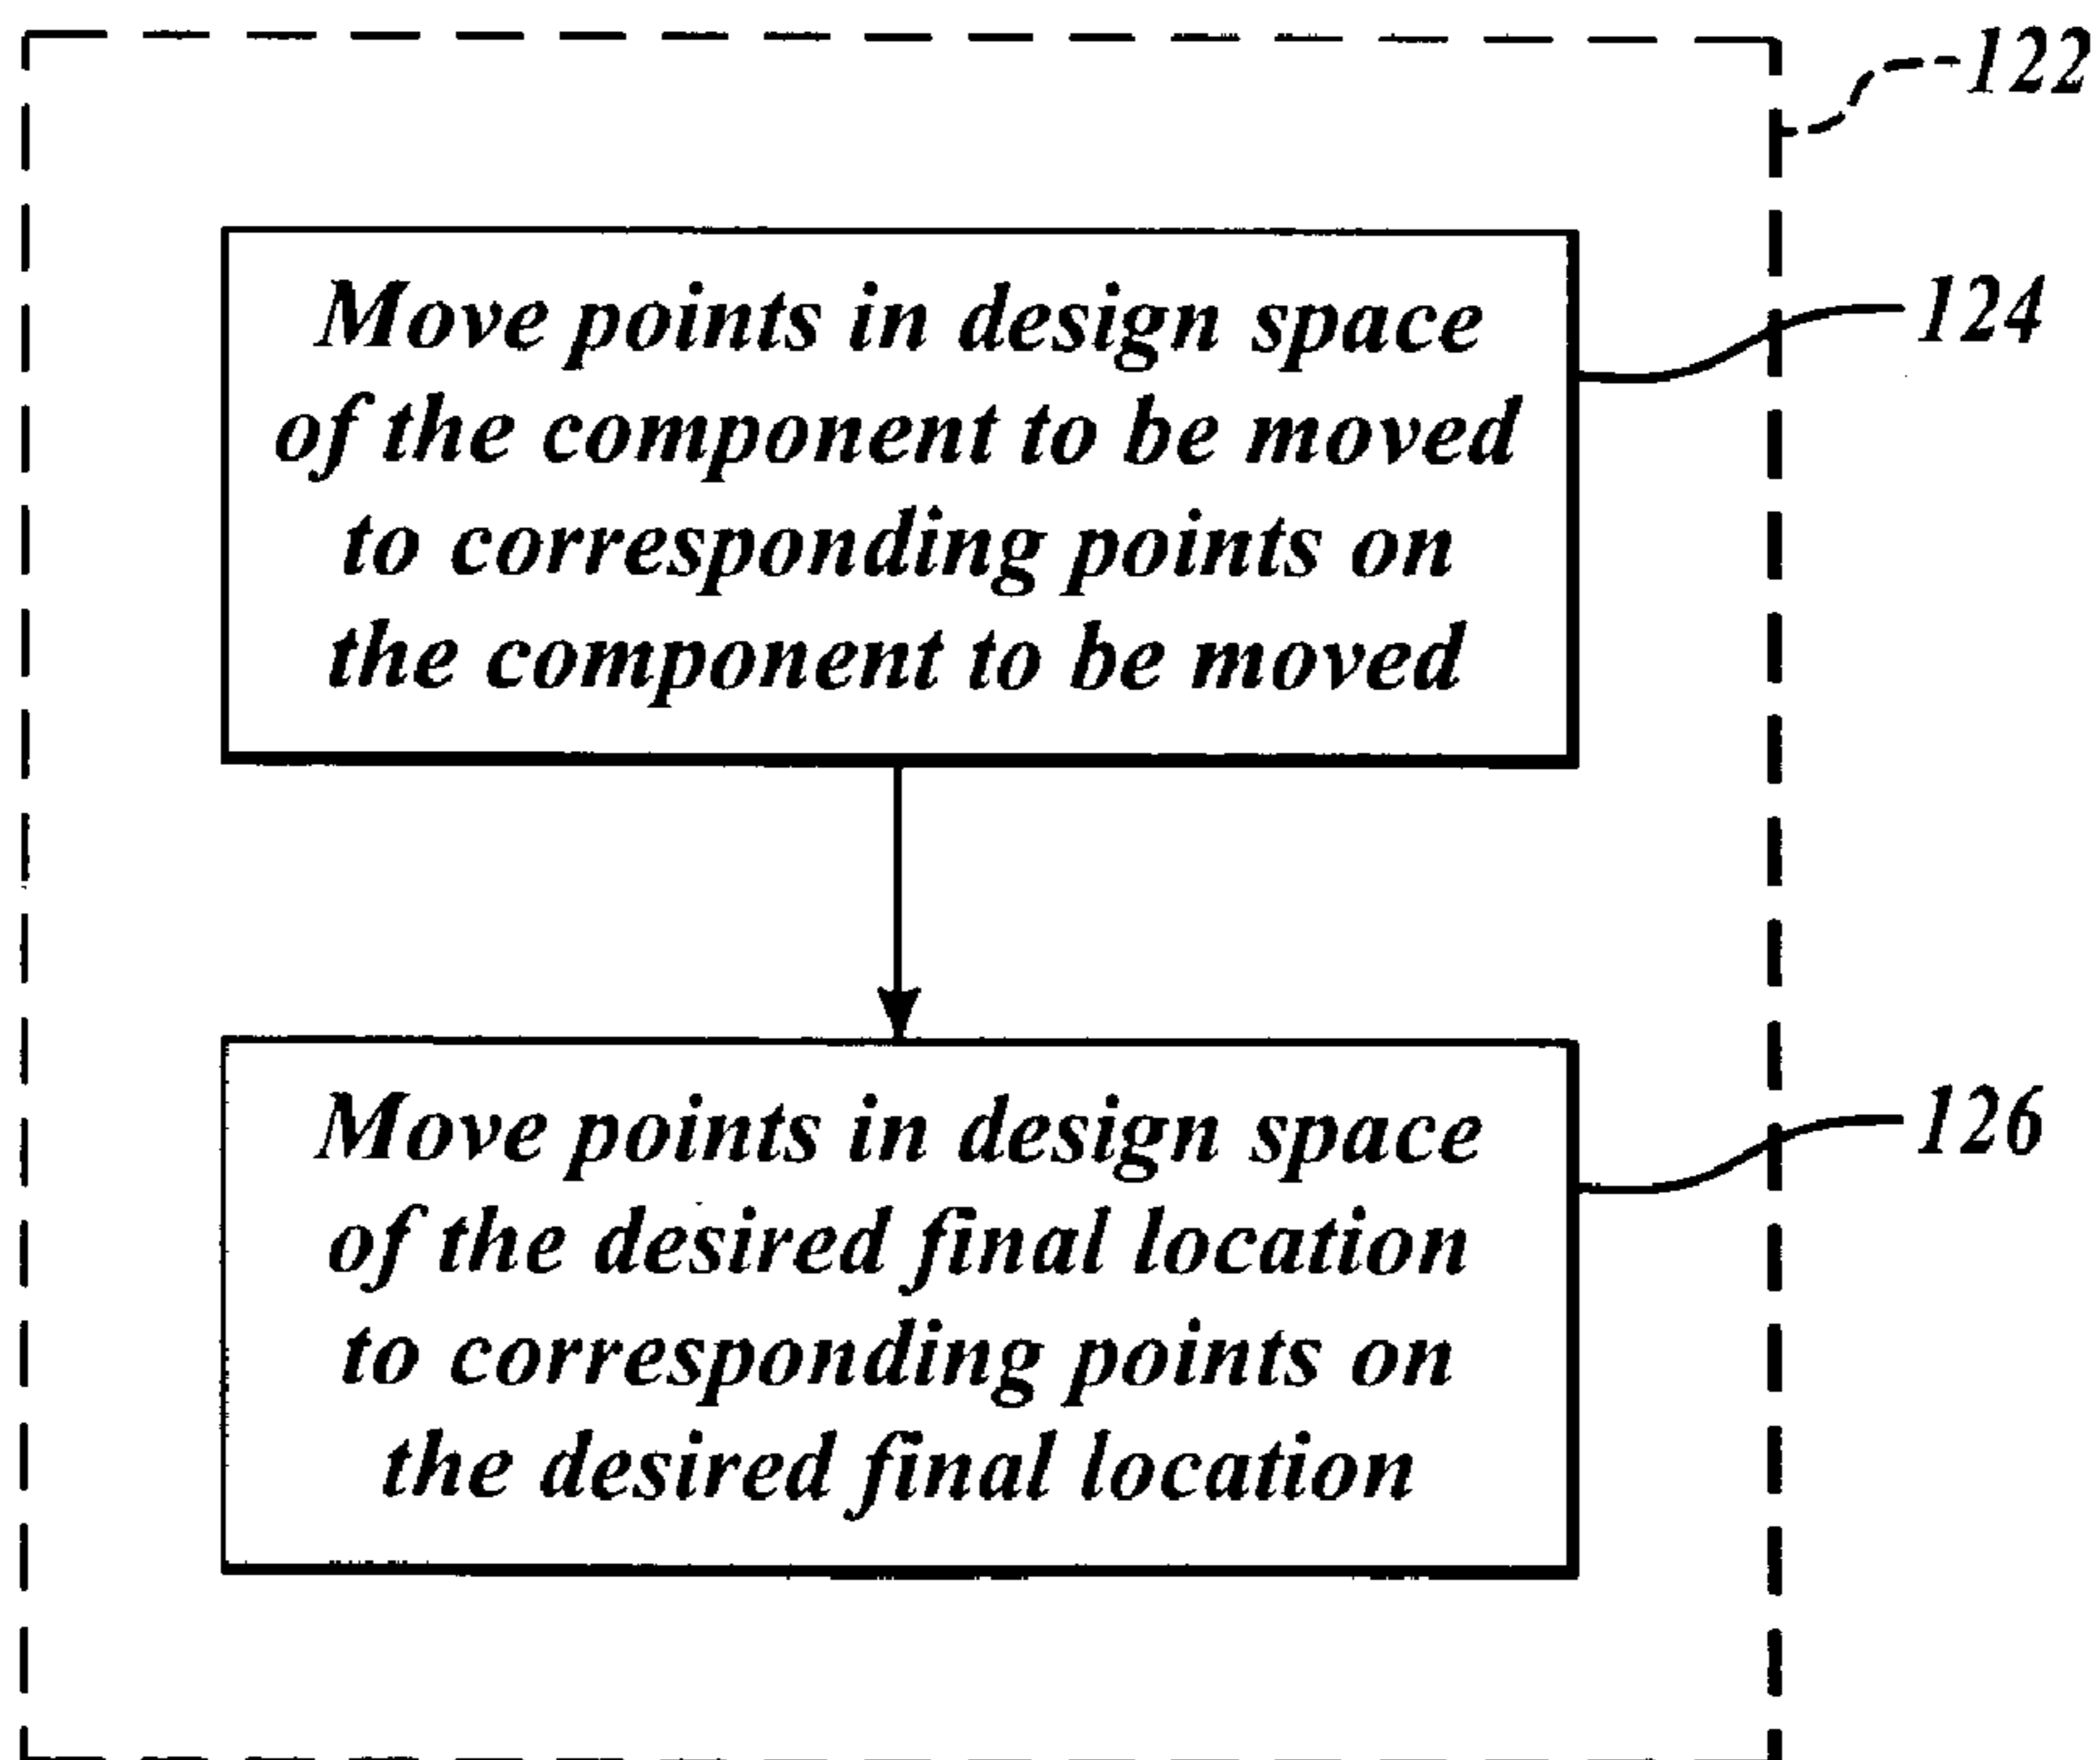 122
Move points in design space
of the component to be moved
to corresponding points on
the component to be moved
124
Move points in design space
of the desired final location
to corresponding points on
the desired final location
126